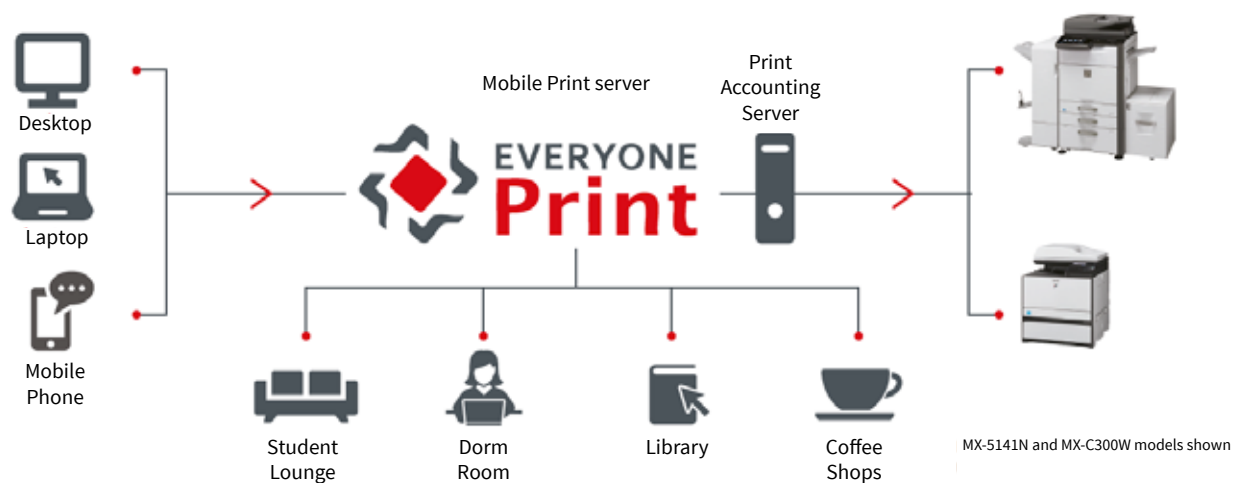 Desktop
Laptop
Mobile
Phone
Mobile Print server
EVERYONE
Print
Print
Accounting
Server
Student
Lounge
Dorm
Room
Library
Coffee
Shops
MX-5141N and MX-C300W models shown